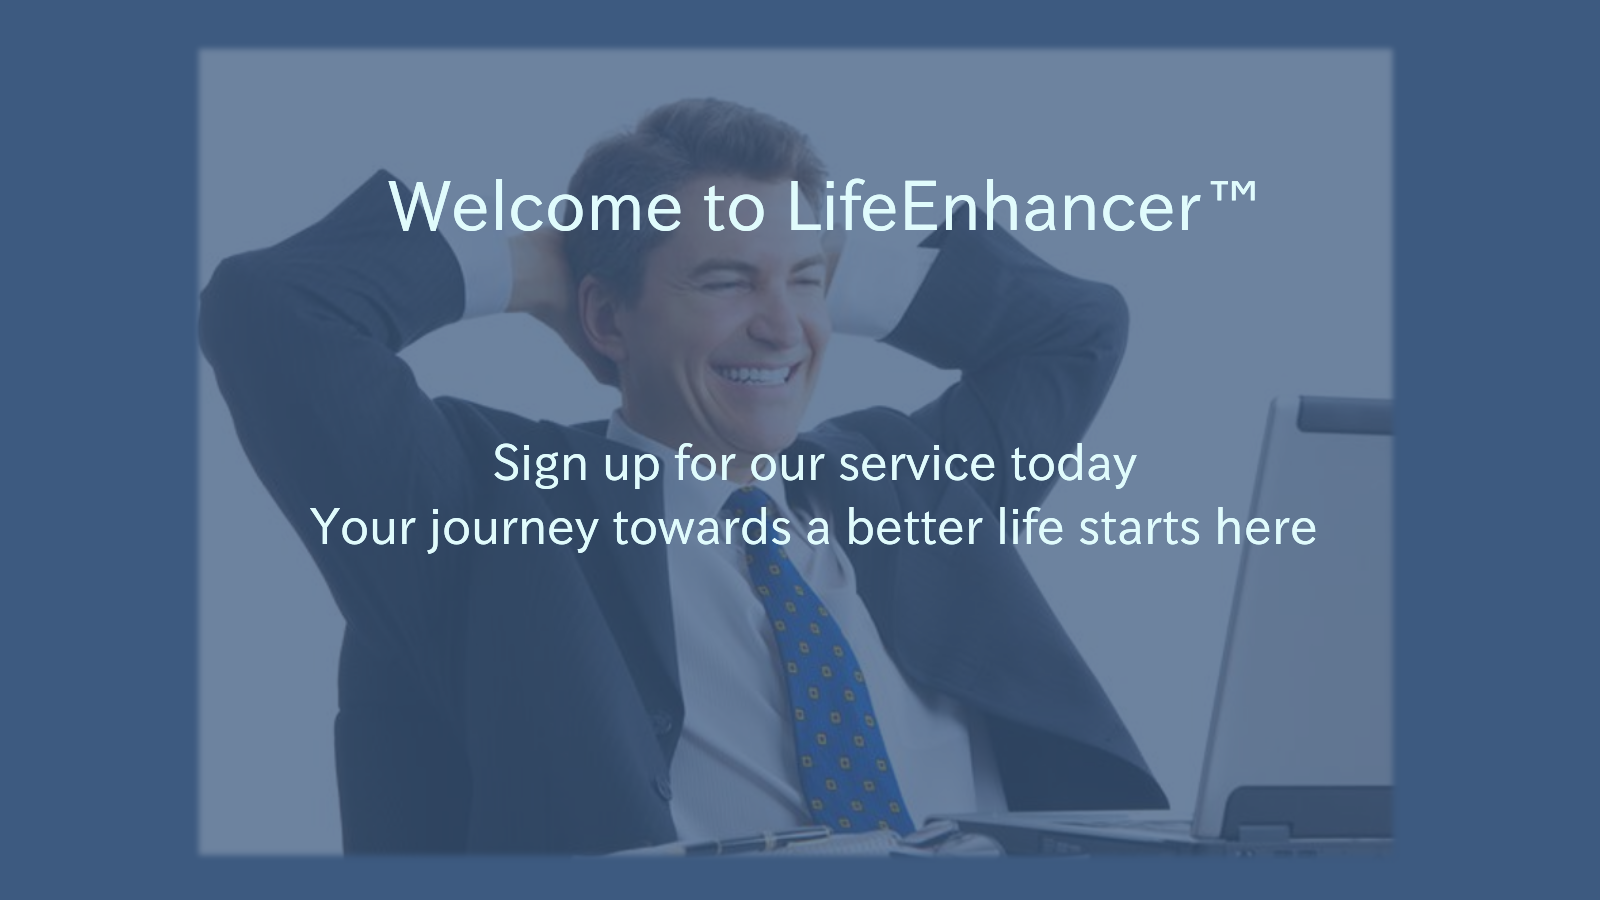 Welcome to LifeEnhancer™
Sign up for our service today
Your journey towards a better life starts here